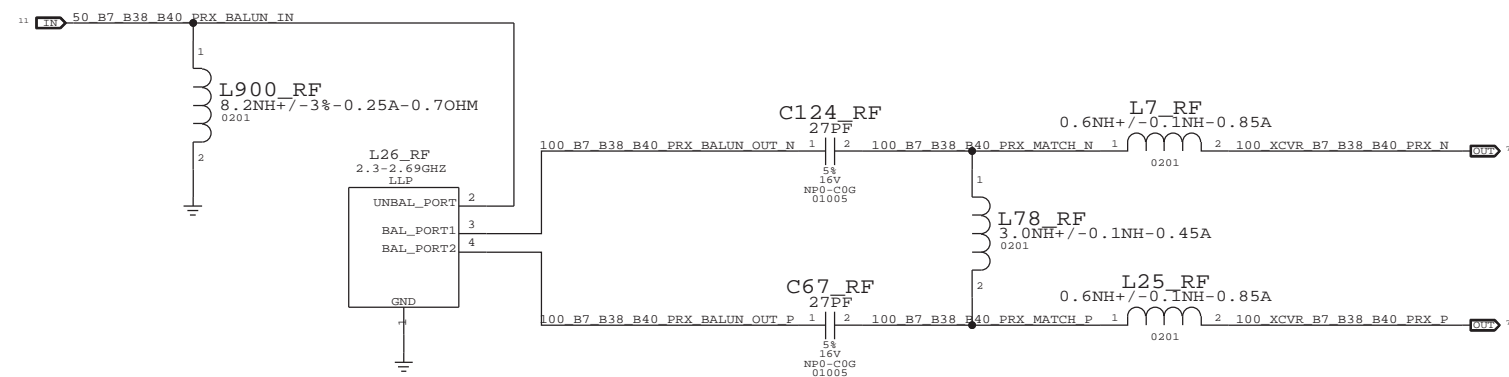 11 IN 50_B7_B38_B40_PRX_BALUN_IN
1
L900_RF
8.2NH+/-3%-0.25A-0.7OHM
0201
2
L26_RF
2.3-2.69GHZ
LLP
UNBAL_PORT 2
BAL_PORT1 3
BAL_PORT2 4
GND
1
C124_RF
27PF
100_B7_B38_B40_PRX_BALUN_OUT_N 1 2 100_B7_B38_B40_PRX_MATCH_N
5%
16V
NP0-C0G
01005
L7_RF
0.6NH+/-0.1NH-0.85A
1 2 100_XCVR_B7_B38_B40_PRX_N OUT
0201
1
L78_RF
3.0NH+/-0.1NH-0.45A
0201
2
C67_RF
27PF
100_B7_B38_B40_PRX_BALUN_OUT_P 1 2 100_B7_B38_B40_PRX_MATCH_P
5%
16V
NP0-C0G
01005
L25_RF
0.6NH+/-0.1NH-0.85A
1 2 100_XCVR_B7_B38_B40_PRX_P OUT
0201